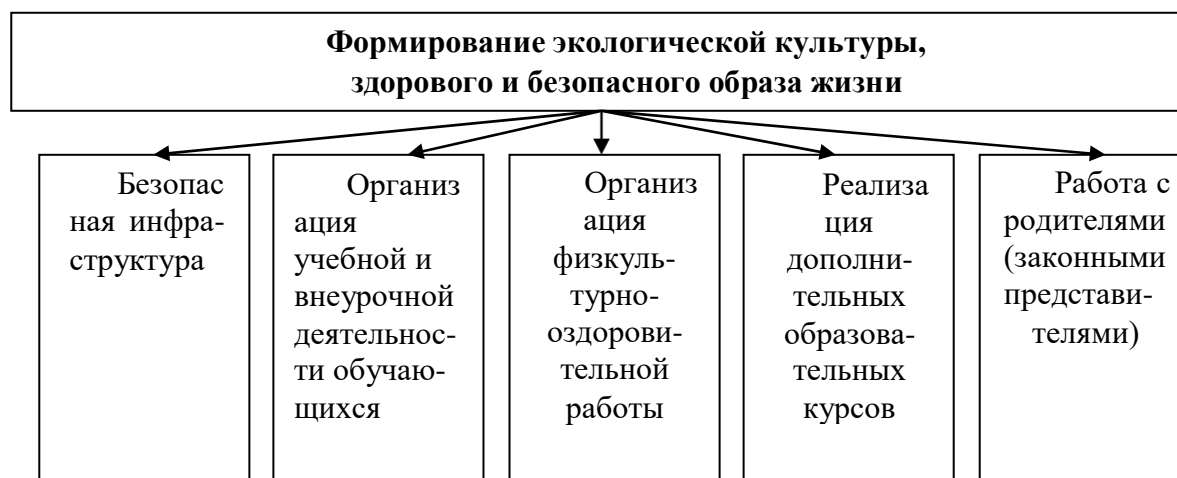 Формирование экологической культуры,
здорового и безопасного образа жизни
Безопас
ная инфра-
структура
Организ
ация
учебной и
внеурочной
деятельнос-
ти обучаю-
щихся
Организ
ация
физкуль-
турно-
оздорови-
тельной
работы
Реализа
ция
дополни-
тельных
образова-
тельных
курсов
Работа с
родителями
(законными
представи-
телями)